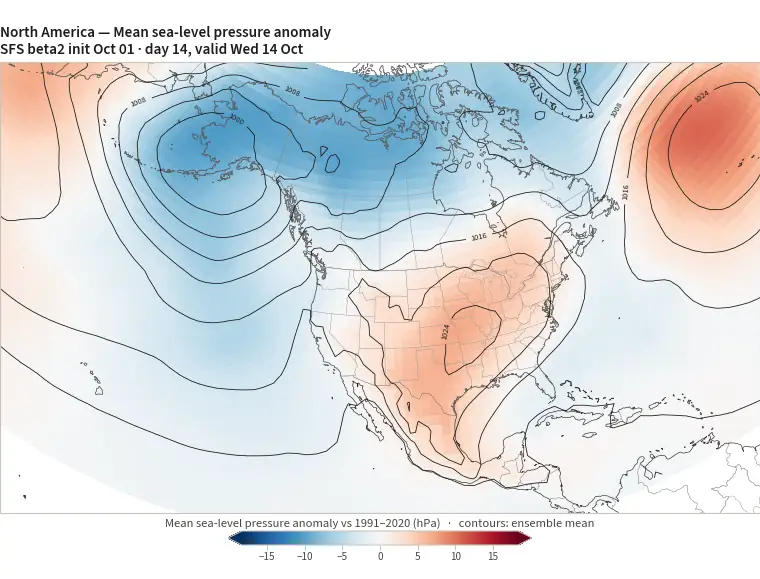 North America — Mean sea-level pressure anomaly
SFS beta2 init Oct 01 · day 14, valid Wed 14 Oct
1008
1008
1000
1008
1024
1016
1016
1024
Mean sea-level pressure anomaly vs 1991–2020 (hPa) · contours: ensemble mean
−15 −10 −5 0 5 10 15